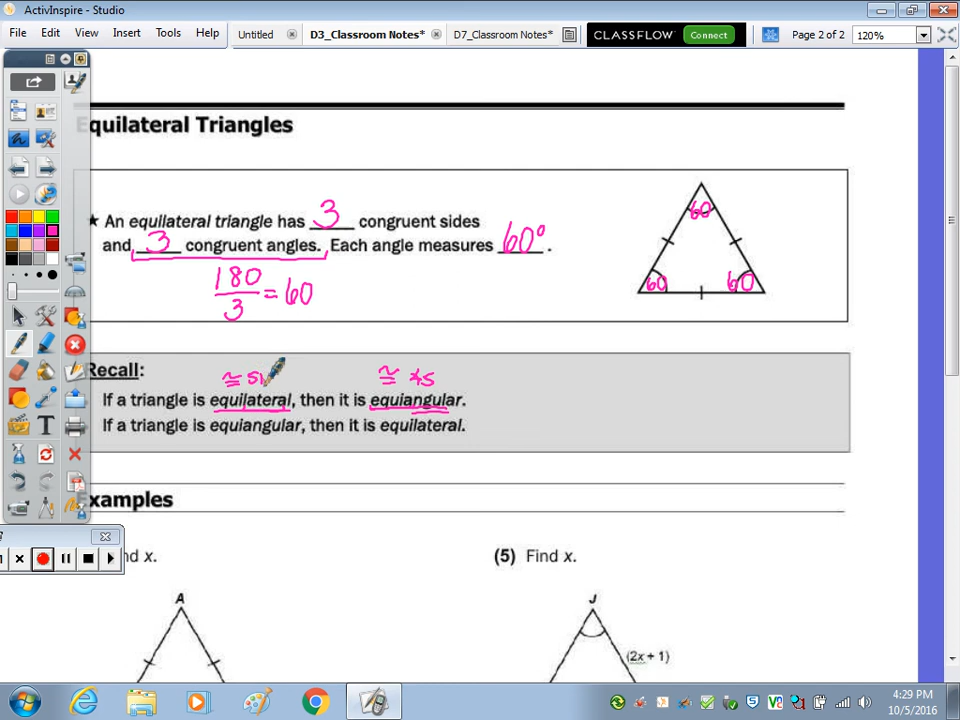 ActivInspire - Studio
File Edit View Insert Tools Help Untitled D3_Classroom Notes* D7_Classroom Notes* CLASSFLOW Connect Page 2 of 2 120%
quilateral Triangles
★ An equilateral triangle has 3 congruent sides
and 3 congruent angles. Each angle measures 60°.
180
3
= 60
60
60 60
Recall:
≅ ≅ ∡s
If a triangle is equilateral, then it is equiangular.
If a triangle is equiangular, then it is equilateral.
xamples
nd x.
(5) Find x.
A
J
(2x + 1)
4:29 PM
10/5/2016